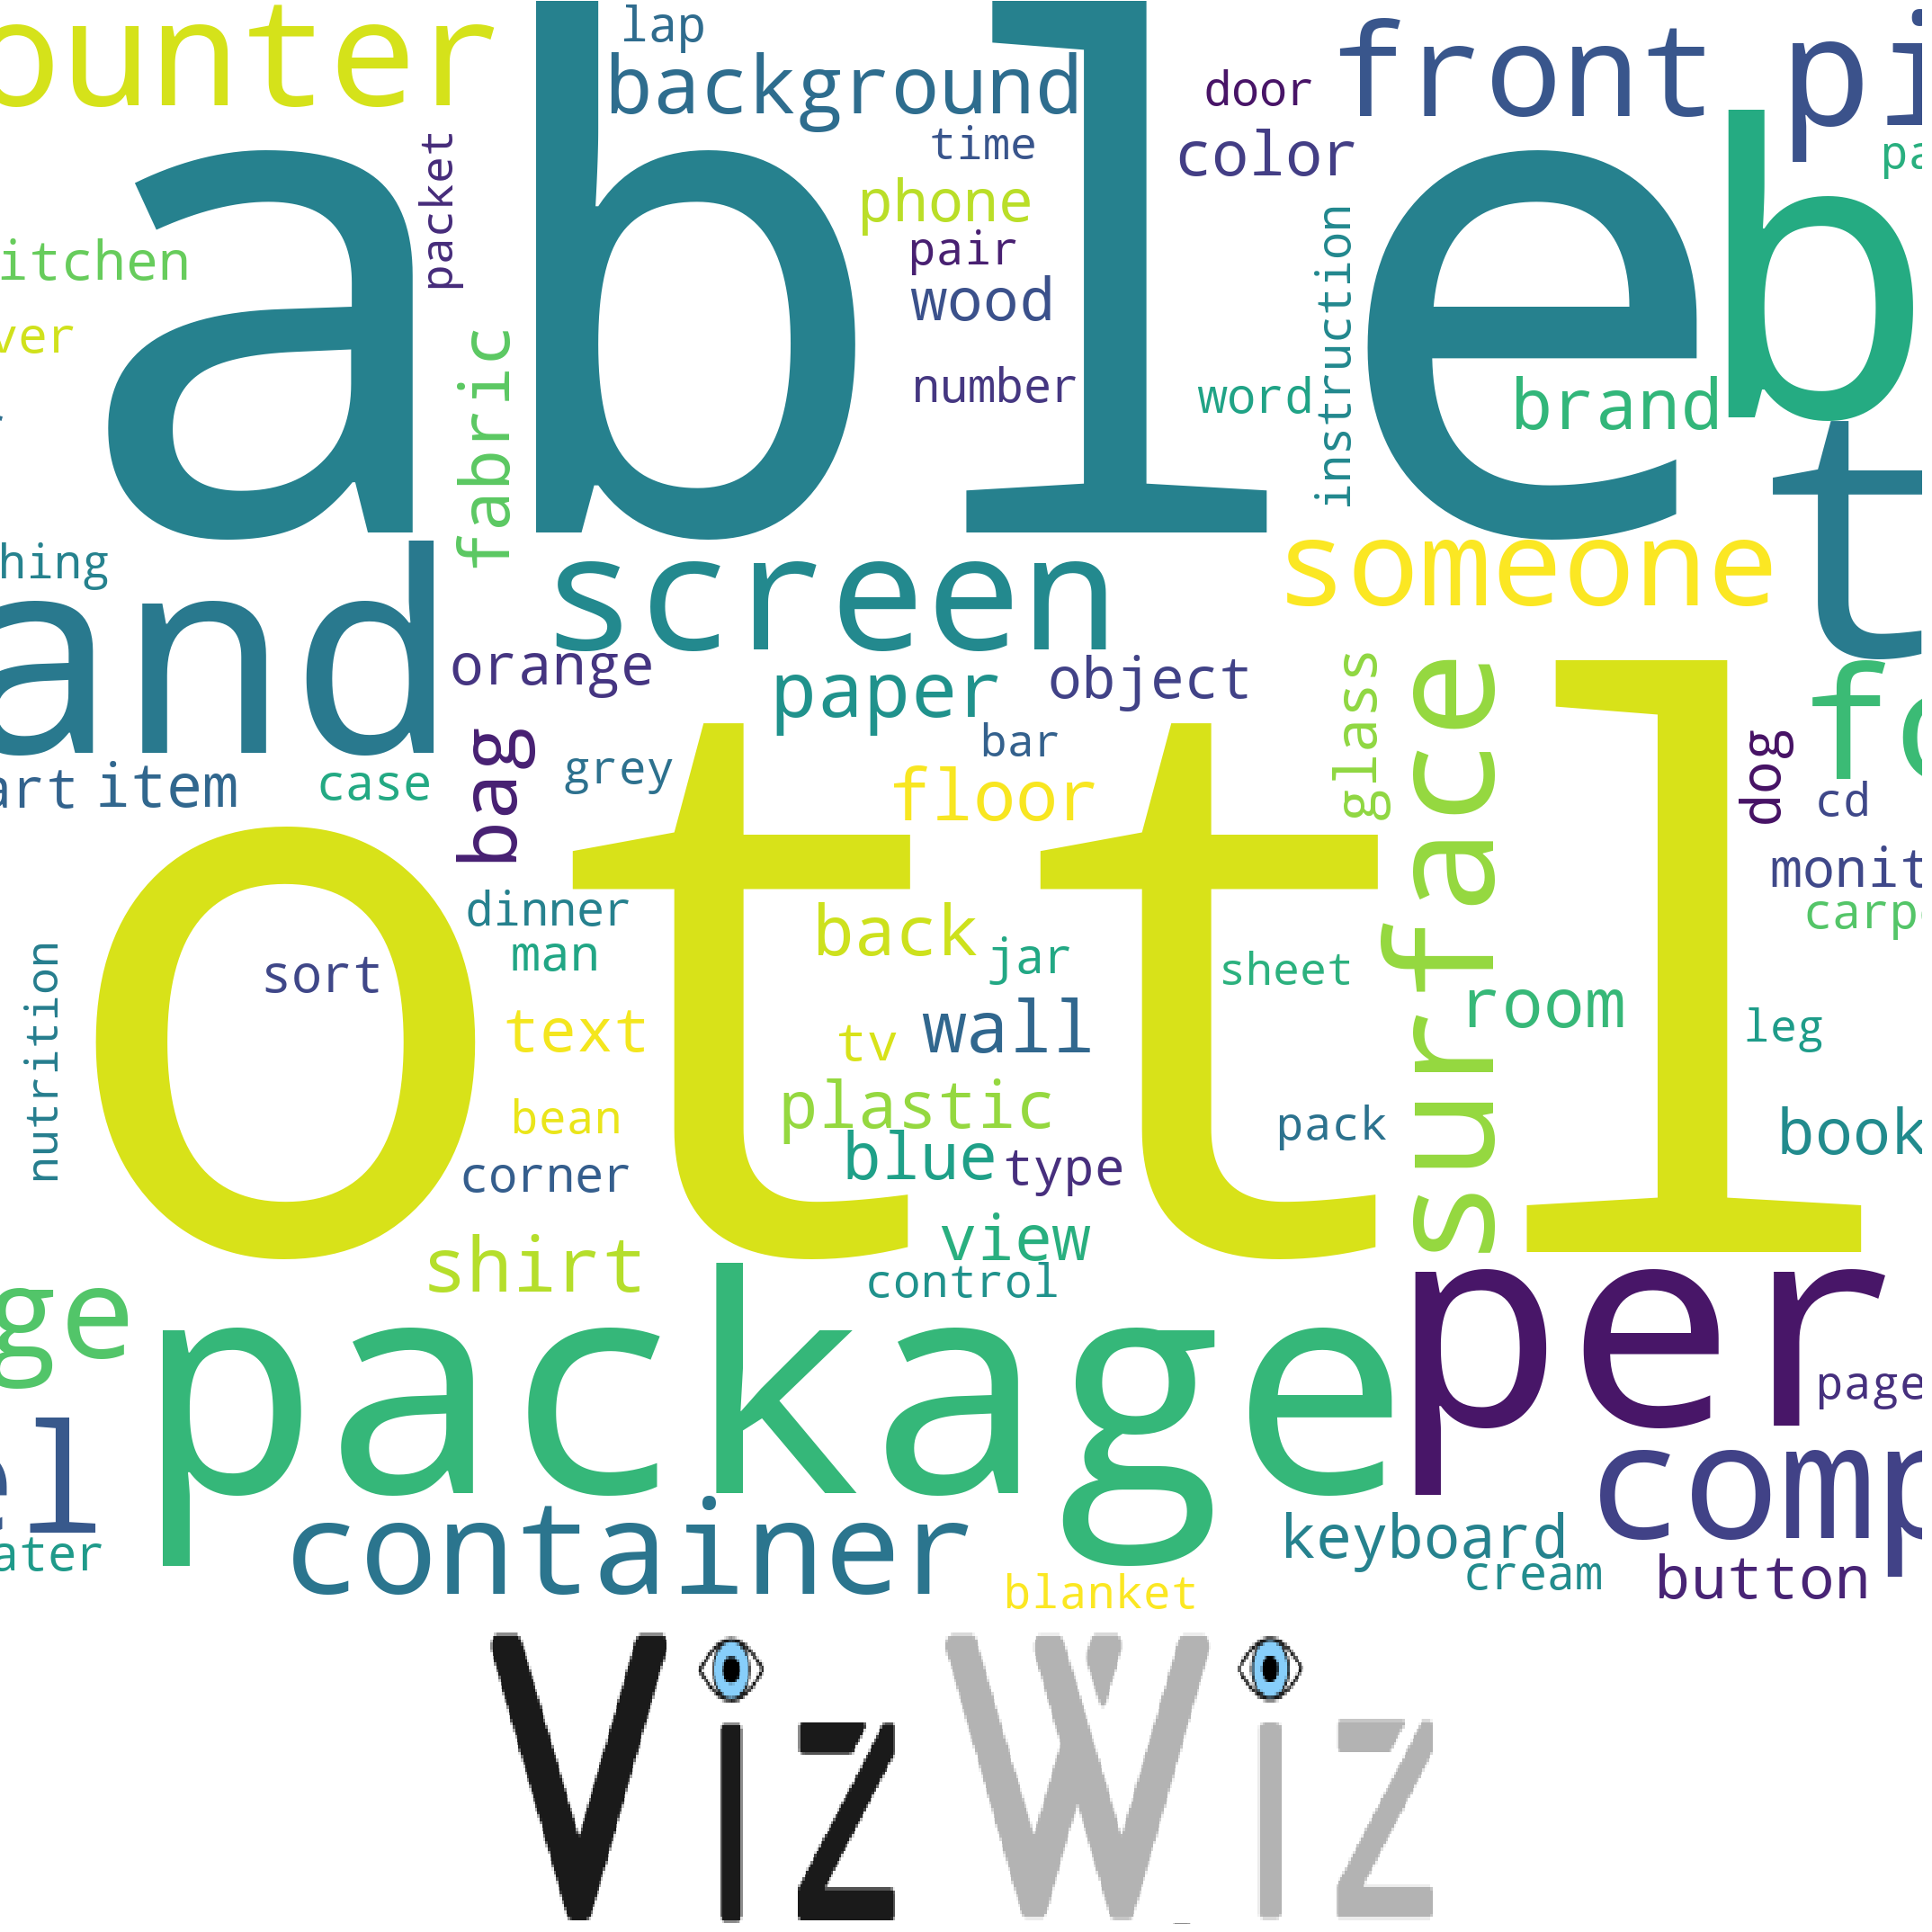 ounter
lap
background
front pi
door
time
color
packet
pa
phone
itchen
pair
able
b
wood
instruction
ver
fabric
number
word
brand
t
hing
screen
someone
and
orange
paper
object
glass
surface
fo
bag
bar
dog
art item
case
grey
floor
cd
monit
ottl
dinner
back
carp
man
jar
sort
sheet
nutrition
text
tv
wall
room
leg
bean
plastic
pack
book
corner
blue
type
shirt
view
control
ge
package
per
page
el
comp
container
keyboard
ater
cream
button
blanket
VizWiz